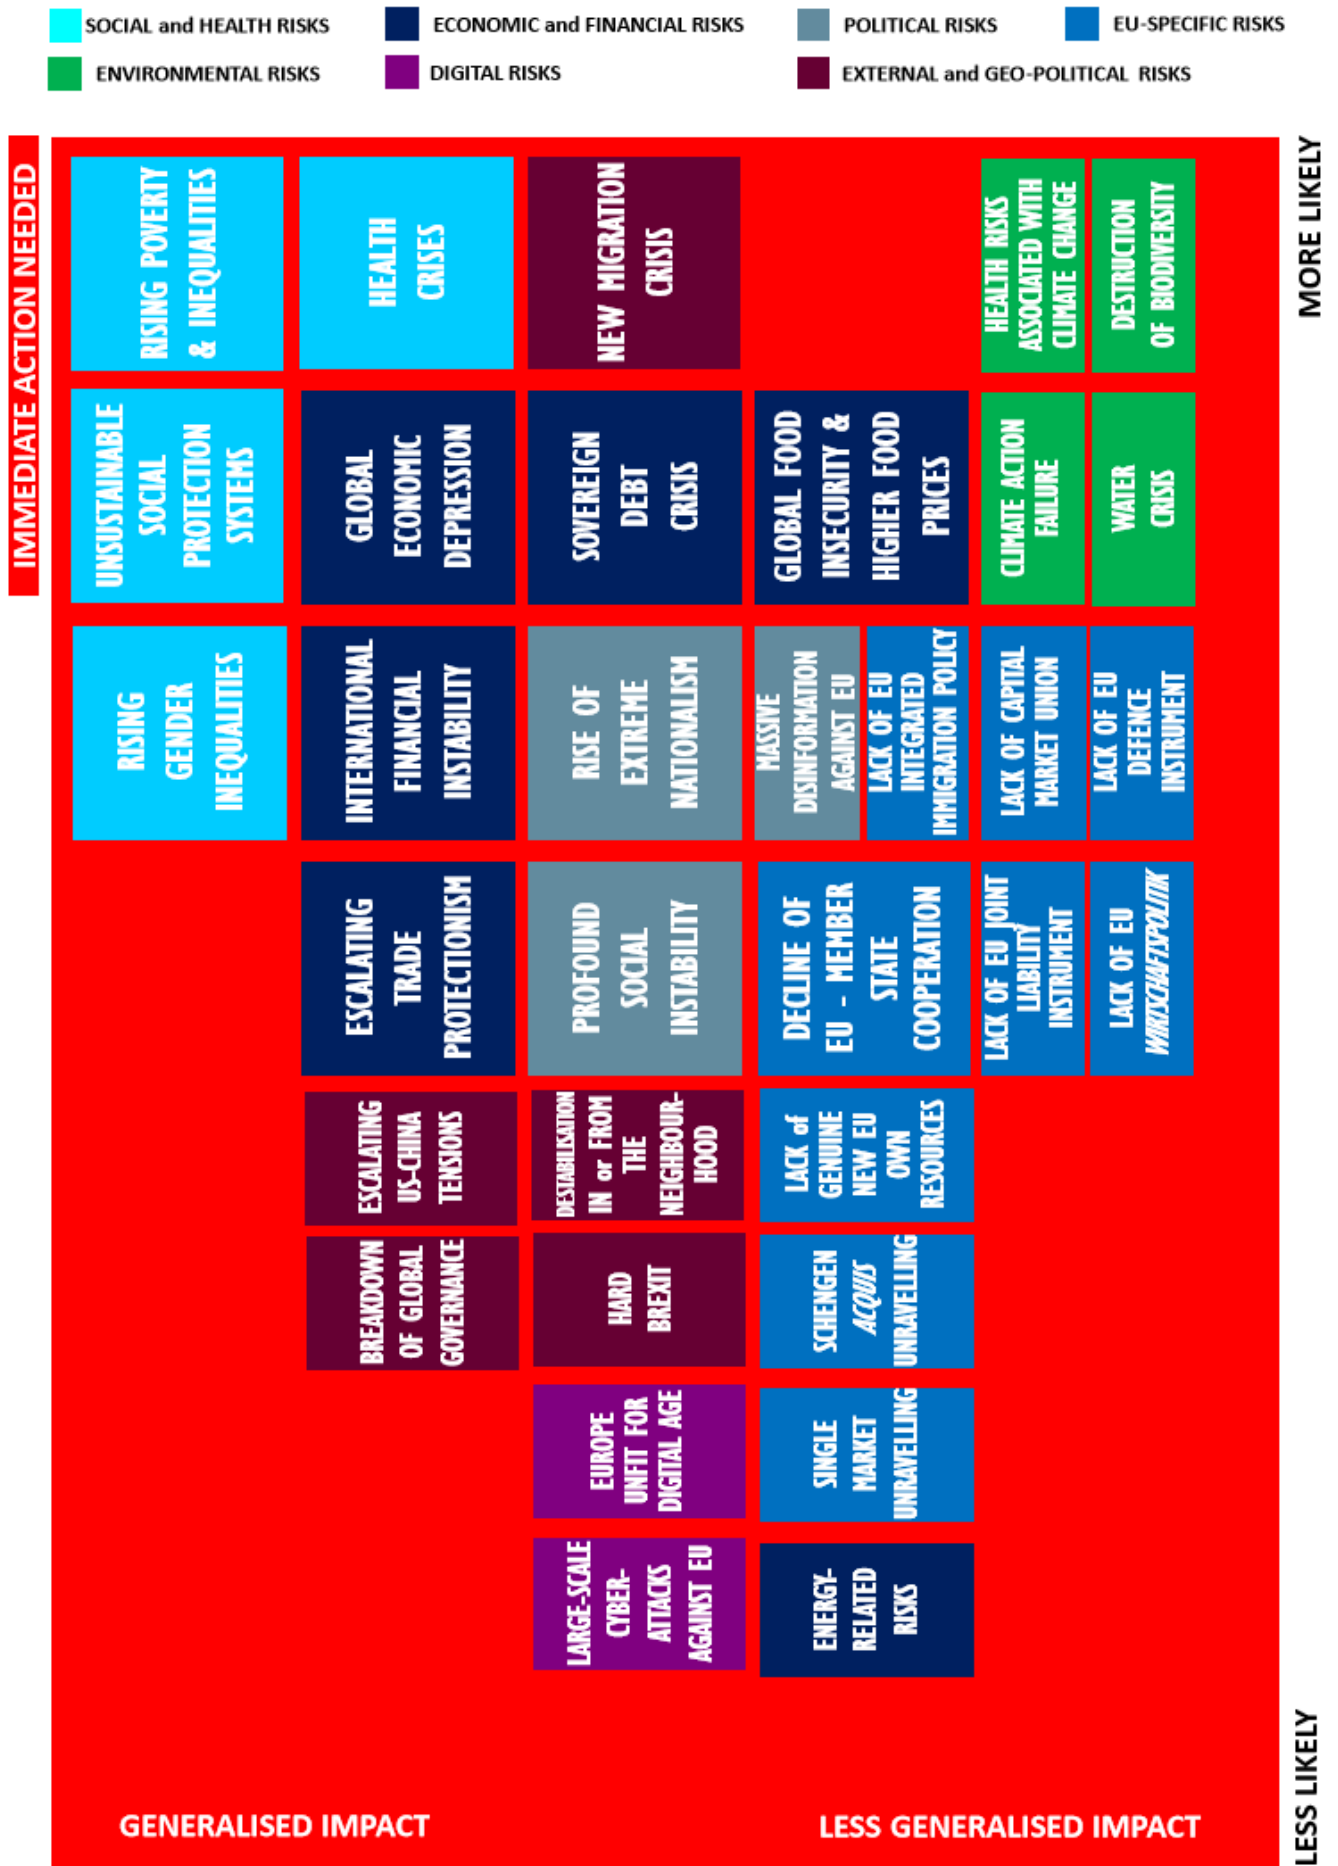 SOCIAL and HEALTH RISKS
ECONOMIC and FINANCIAL RISKS
POLITICAL RISKS
EU-SPECIFIC RISKS
ENVIRONMENTAL RISKS
DIGITAL RISKS
EXTERNAL and GEO-POLITICAL RISKS
IMMEDIATE ACTION NEEDED
MORE LIKELY
RISING POVERTY
& INEQUALITIES
HEALTH
CRISES
NEW MIGRATION
CRISIS
HEALTH RISKS
ASSOCIATED WITH
CLIMATE CHANGE
DESTRUCTION
OF BIODIVERSITY
UNSUSTAINABLE
SOCIAL
PROTECTION
SYSTEMS
GLOBAL
ECONOMIC
DEPRESSION
SOVEREIGN
DEBT
CRISIS
GLOBAL FOOD
INSECURITY &
HIGHER FOOD
PRICES
CLIMATE ACTION
FAILURE
WATER
CRISIS
RISING
GENDER
INEQUALITIES
INTERNATIONAL
FINANCIAL
INSTABILITY
RISE OF
EXTREME
NATIONALISM
MASSIVE
DISINFORMATION
AGAINST EU
LACK OF EU
INTEGRATED
IMMIGRATION POLICY
LACK OF CAPITAL
MARKET UNION
LACK OF EU
DEFENCE
INSTRUMENT
ESCALATING
TRADE
PROTECTIONISM
PROFOUND
SOCIAL
INSTABILITY
DECLINE OF
EU - MEMBER
STATE
COOPERATION
LACK OF EU JOINT
LIABILITY
INSTRUMENT
LACK OF EU
WIRTSCHAFTSPOLITIK
ESCALATING
US-CHINA
TENSIONS
DESTABILISATION
IN or FROM
THE
NEIGHBOUR-
HOOD
LACK of
GENUINE
NEW EU
OWN
RESOURCES
BREAKDOWN
OF GLOBAL
GOVERNANCE
HARD
BREXIT
SCHENGEN
ACQUIS
UNRAVELLING
EUROPE
UNFIT FOR
DIGITAL AGE
SINGLE
MARKET
UNRAVELLING
LARGE-SCALE
CYBER-
ATTACKS
AGAINST EU
ENERGY-
RELATED
RISKS
GENERALISED IMPACT
LESS GENERALISED IMPACT
LESS LIKELY